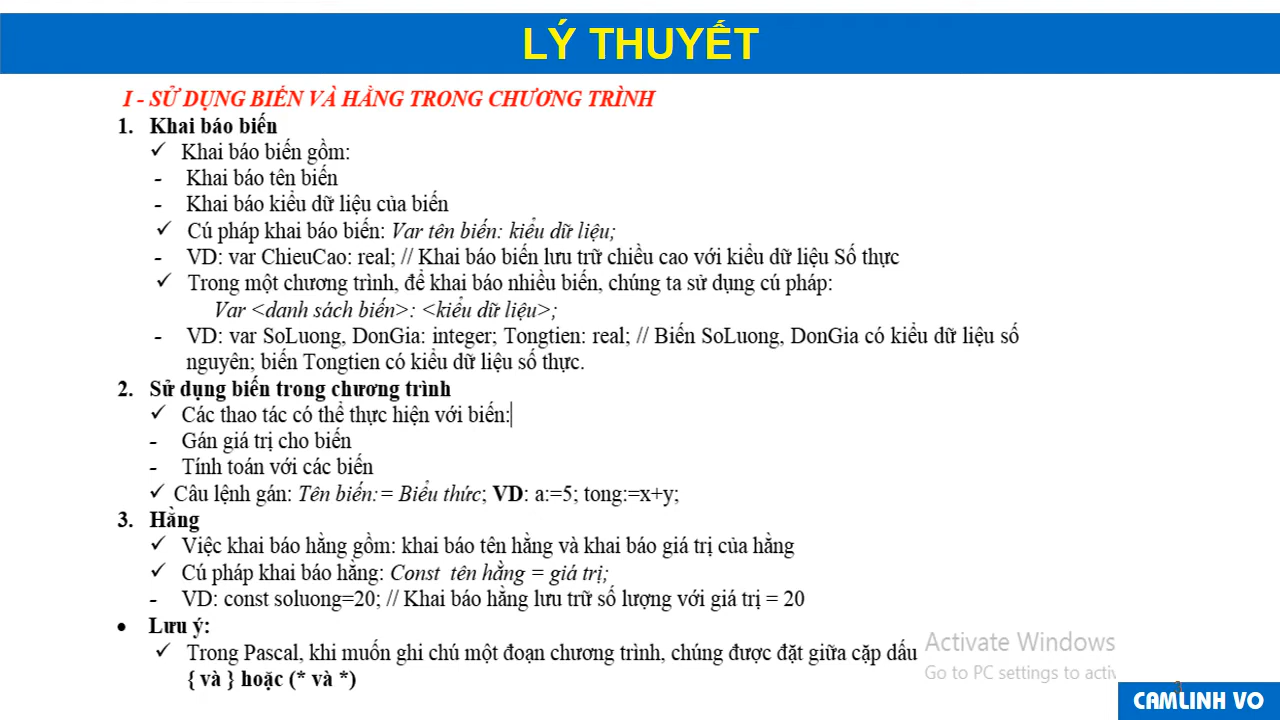 LÝ THUYẾT
I - SỬ DỤNG BIẾN VÀ HẰNG TRONG CHƯƠNG TRÌNH
1. Khai báo biến
✓ Khai báo biến gồm:
- Khai báo tên biến
- Khai báo kiểu dữ liệu của biến
✓ Cú pháp khai báo biến: Var tên biến: kiểu dữ liệu;
- VD: var ChieuCao: real; // Khai báo biến lưu trữ chiều cao với kiểu dữ liệu Số thực
✓ Trong một chương trình, để khai báo nhiều biến, chúng ta sử dụng cú pháp:
Var <danh sách biến>: <kiểu dữ liệu>;
- VD: var SoLuong, DonGia: integer; Tongtien: real; // Biến SoLuong, DonGia có kiểu dữ liệu số
nguyên; biến Tongtien có kiểu dữ liệu số thực.
2. Sử dụng biến trong chương trình
✓ Các thao tác có thể thực hiện với biến:
- Gán giá trị cho biến
- Tính toán với các biến
✓ Câu lệnh gán: Tên biến:= Biểu thức; VD: a:=5; tong:=x+y;
3. Hằng
✓ Việc khai báo hằng gồm: khai báo tên hằng và khai báo giá trị của hằng
✓ Cú pháp khai báo hằng: Const tên hằng = giá trị;
- VD: const soluong=20; // Khai báo hằng lưu trữ số lượng với giá trị = 20
• Lưu ý:
✓ Trong Pascal, khi muốn ghi chú một đoạn chương trình, chúng được đặt giữa cặp dấu
{ và } hoặc (* và *)
Activate Windows
Go to PC settings to activ
CAMLINH VO